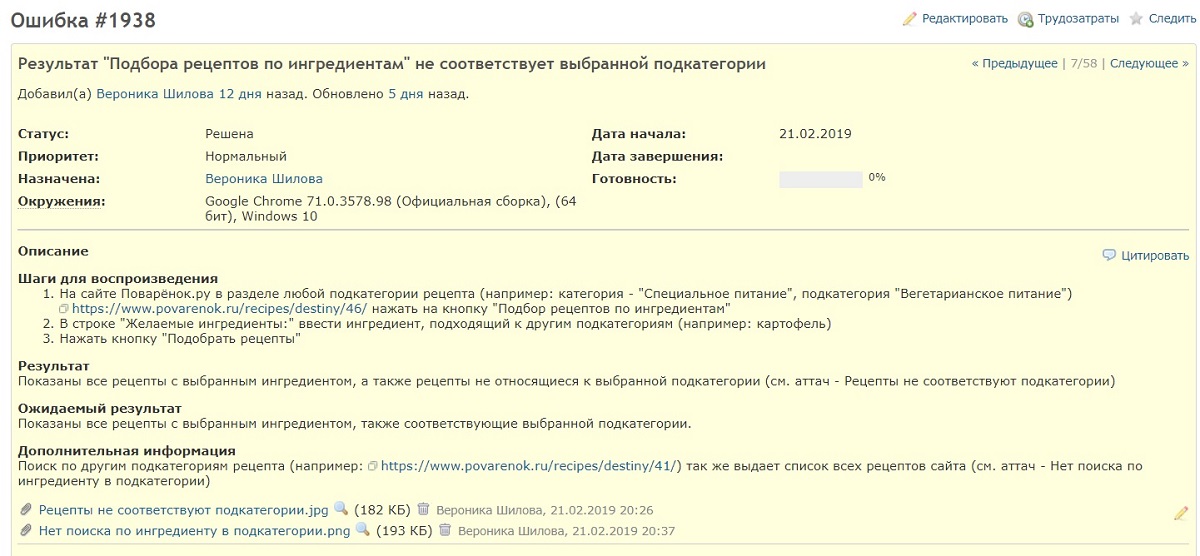 Ошибка #1938
Редактировать Трудозатраты Следить
Результат "Подбора рецептов по ингредиентам" не соответствует выбранной подкатегории
« Предыдущее | 7/58 | Следующее »
Добавил(а) Вероника Шилова 12 дня назад. Обновлено 5 дня назад.
Статус: Решена Дата начала: 21.02.2019
Приоритет: Нормальный Дата завершения:
Назначена: Вероника Шилова Готовность: 0%
Окружения: Google Chrome 71.0.3578.98 (Официальная сборка), (64
бит), Windows 10
Описание
Цитировать
Шаги для воспроизведения
1. На сайте Поварёнок.ру в разделе любой подкатегории рецепта (например: категория - "Специальное питание", подкатегория "Вегетарианское питание")
https://www.povarenok.ru/recipes/destiny/46/ нажать на кнопку "Подбор рецептов по ингредиентам"
2. В строке "Желаемые ингредиенты:" ввести ингредиент, подходящий к другим подкатегориям (например: картофель)
3. Нажать кнопку "Подобрать рецепты"
Результат
Показаны все рецепты с выбранным ингредиентом, а также рецепты не относящиеся к выбранной подкатегории (см. аттач - Рецепты не соответствуют подкатегории)
Ожидаемый результат
Показаны все рецепты с выбранным ингредиентом, также соответствующие выбранной подкатегории.
Дополнительная информация
Поиск по другим подкатегориям рецепта (например: https://www.povarenok.ru/recipes/destiny/41/) так же выдает список всех рецептов сайта (см. аттач - Нет поиска по
ингредиенту в подкатегории)
Рецепты не соответствуют подкатегории.jpg (182 КБ) Вероника Шилова, 21.02.2019 20:26
Нет поиска по ингредиенту в подкатегории.png (193 КБ) Вероника Шилова, 21.02.2019 20:37